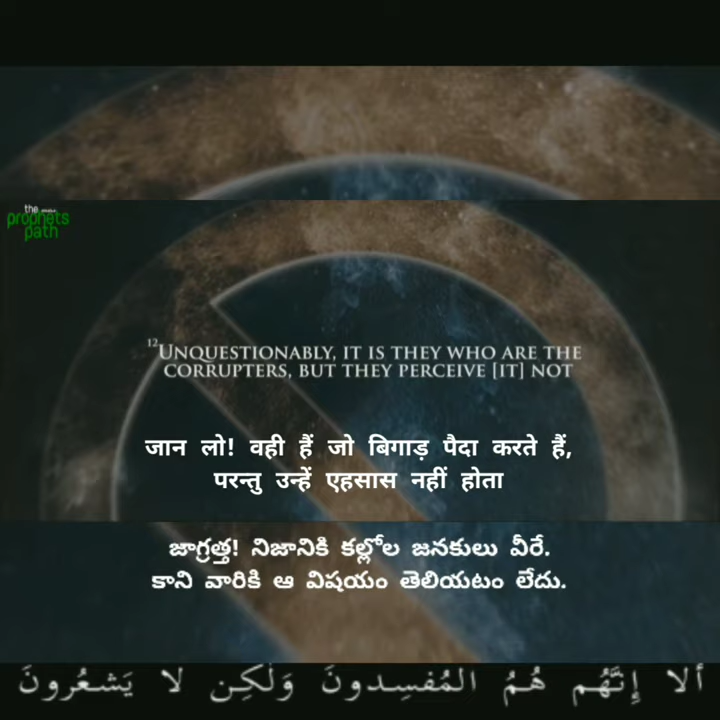 the
prophets
path
12 UNQUESTIONABLY, IT IS THEY WHO ARE THE
CORRUPTERS, BUT THEY PERCEIVE [IT] NOT
जान लो! वही हैं जो बिगाड़ पैदा करते हैं,
परन्तु उन्हें एहसास नहीं होता
జాగ్రత్త! నిజానికి కల్లోల జనకులు వీరే.
కాని వారికి ఆ విషయం తెలియటం లేదు.
ألا إِنَّهُم هُمُ المُفسِدونَ وَلٰكِن لا يَشعُرونَ